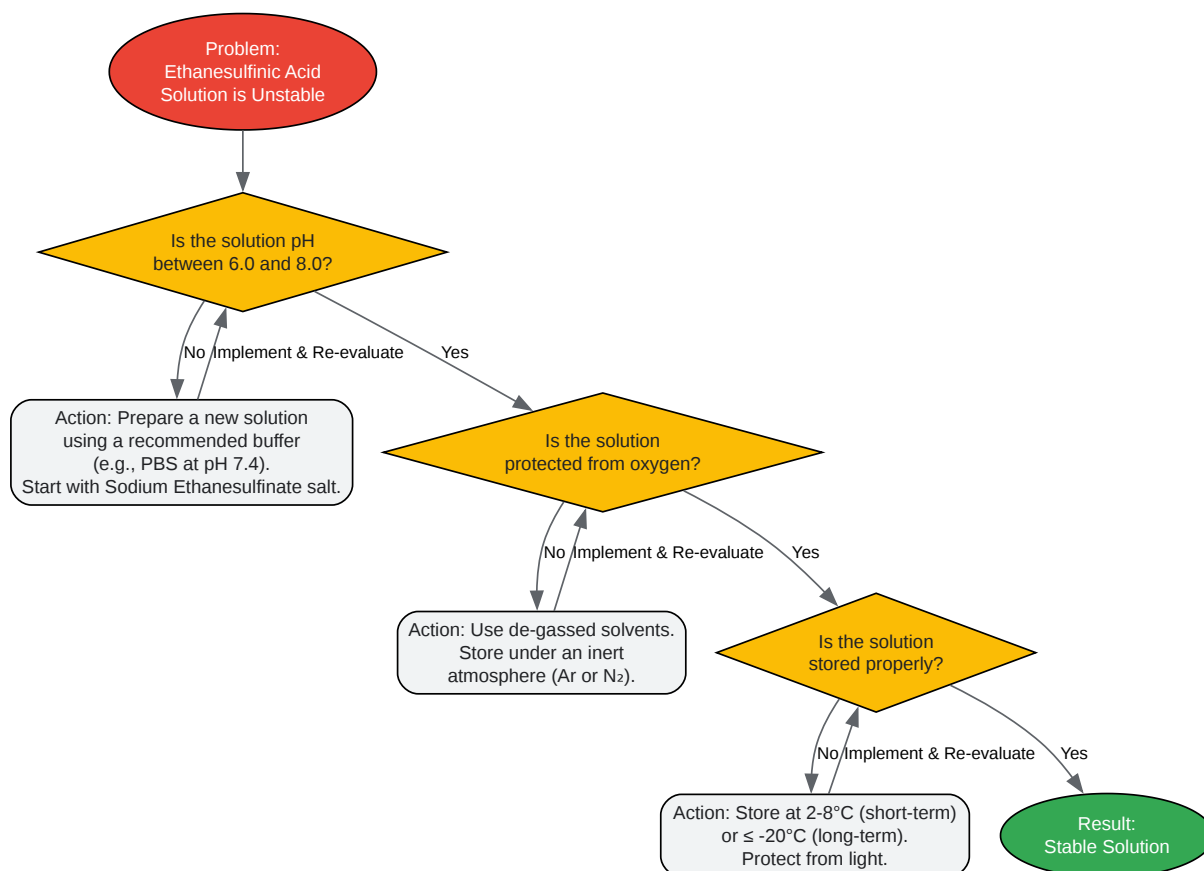 Problem:
Ethanesulfinic Acid
Solution is Unstable
Is the solution pH
between 6.0 and 8.0?
No
Implement & Re-evaluate
Yes
Action: Prepare a new solution
using a recommended buffer
(e.g., PBS at pH 7.4).
Start with Sodium Ethanesulfinate salt.
Is the solution
protected from oxygen?
No
Implement & Re-evaluate
Yes
Action: Use de-gassed solvents.
Store under an inert
atmosphere (Ar or N₂).
Is the solution
stored properly?
No
Implement & Re-evaluate
Yes
Action: Store at 2-8°C (short-term)
or ≤ -20°C (long-term).
Protect from light.
Result:
Stable Solution